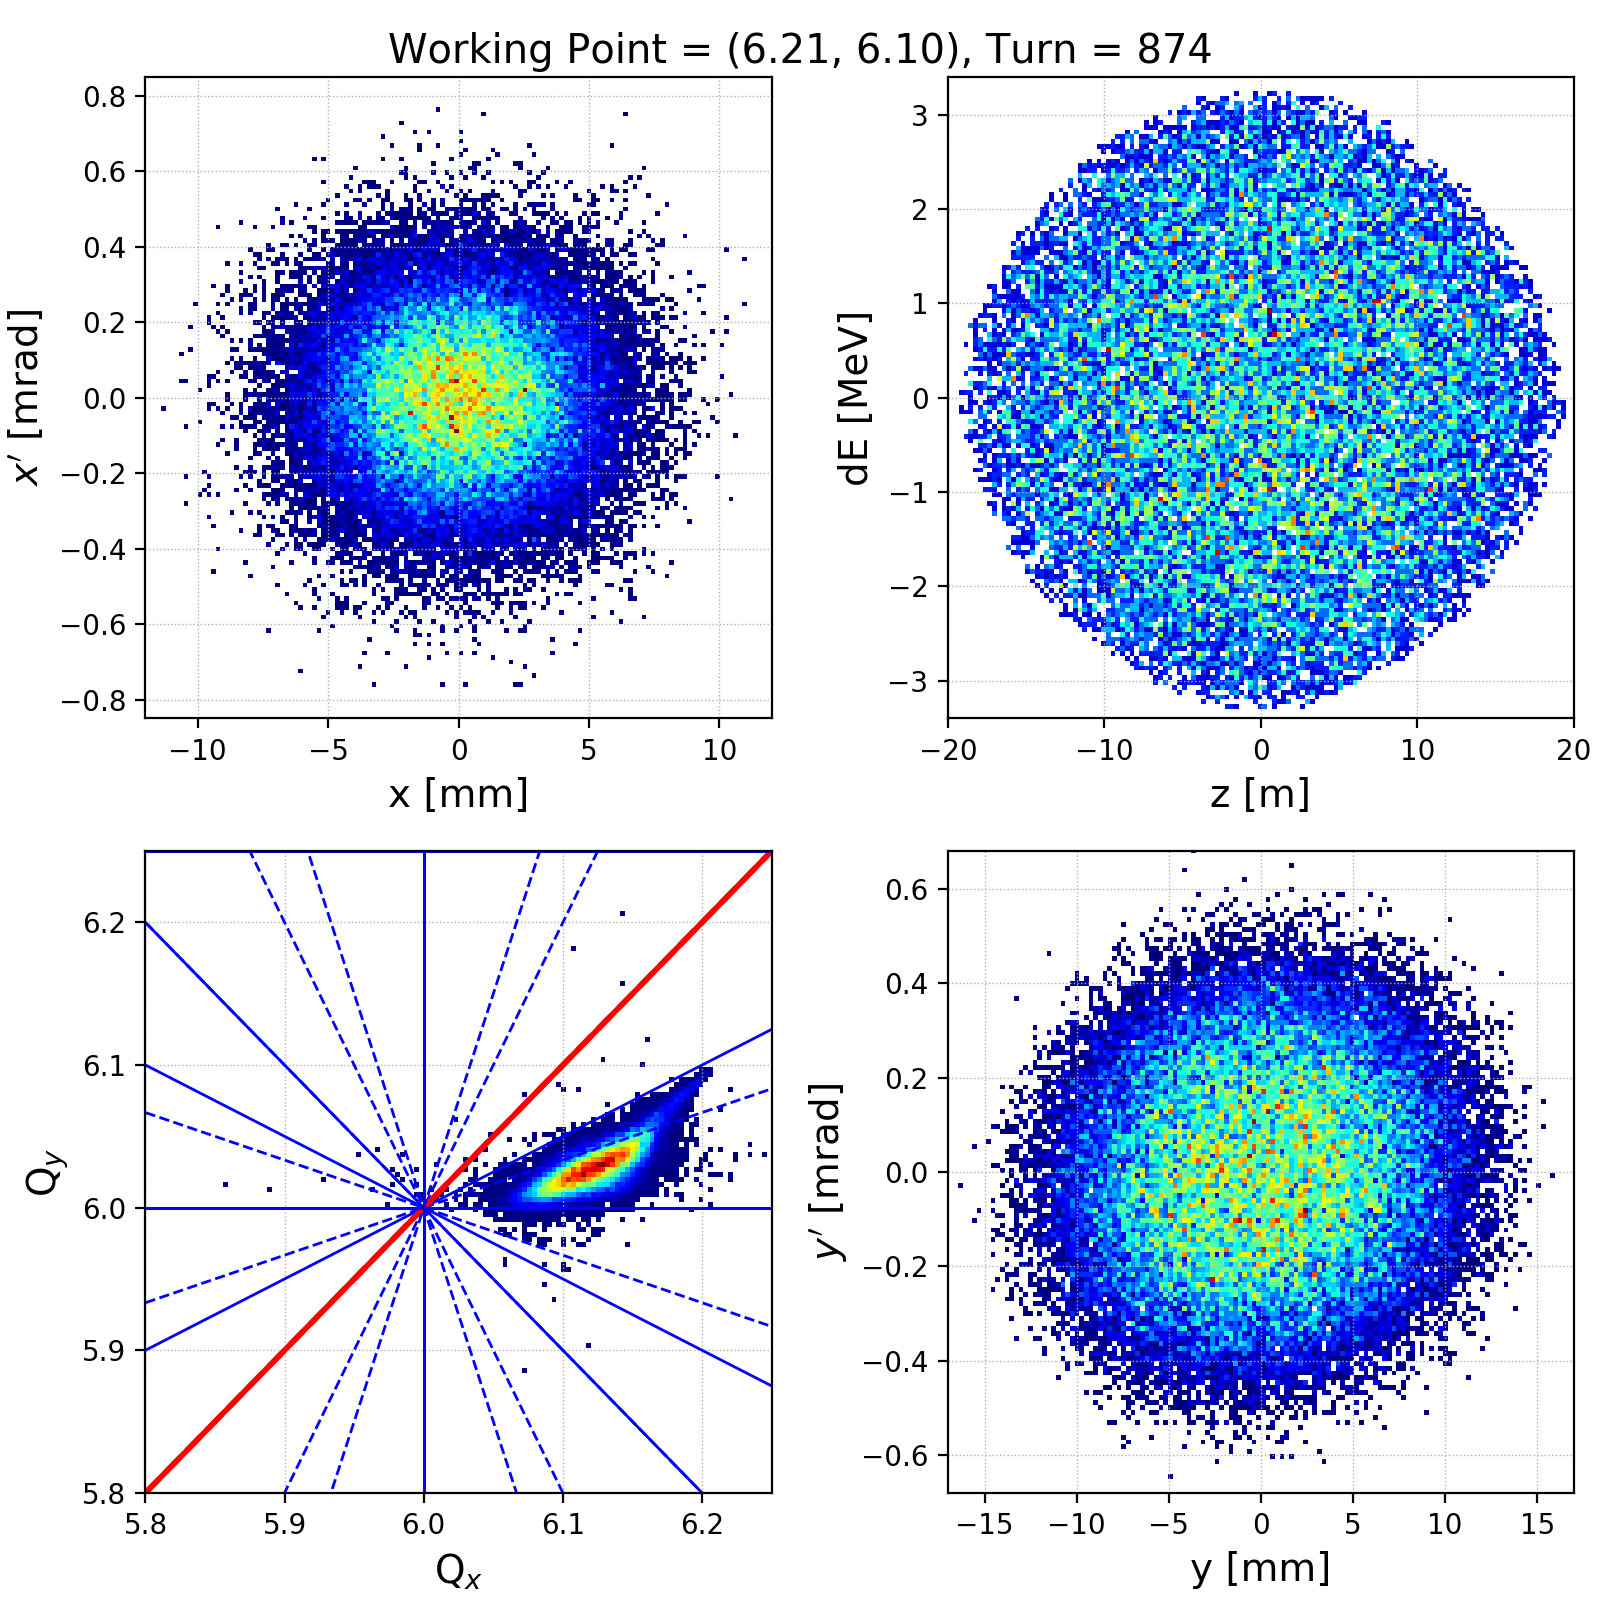 Working Point = (6.21, 6.10), Turn = 874
0.8
0.6
0.4
0.2
0.0
−0.2
−0.4
−0.6
−0.8
x′ [mrad]
−10 −5 0 5 10
x [mm]
3
2
1
0
−1
−2
−3
dE [MeV]
−20 −10 0 10 20
z [m]
6.2
6.1
6.0
5.9
5.8
Qy
5.8 5.9 6.0 6.1 6.2
Qx
0.6
0.4
0.2
0.0
−0.2
−0.4
−0.6
y′ [mrad]
−15 −10 −5 0 5 10 15
y [mm]